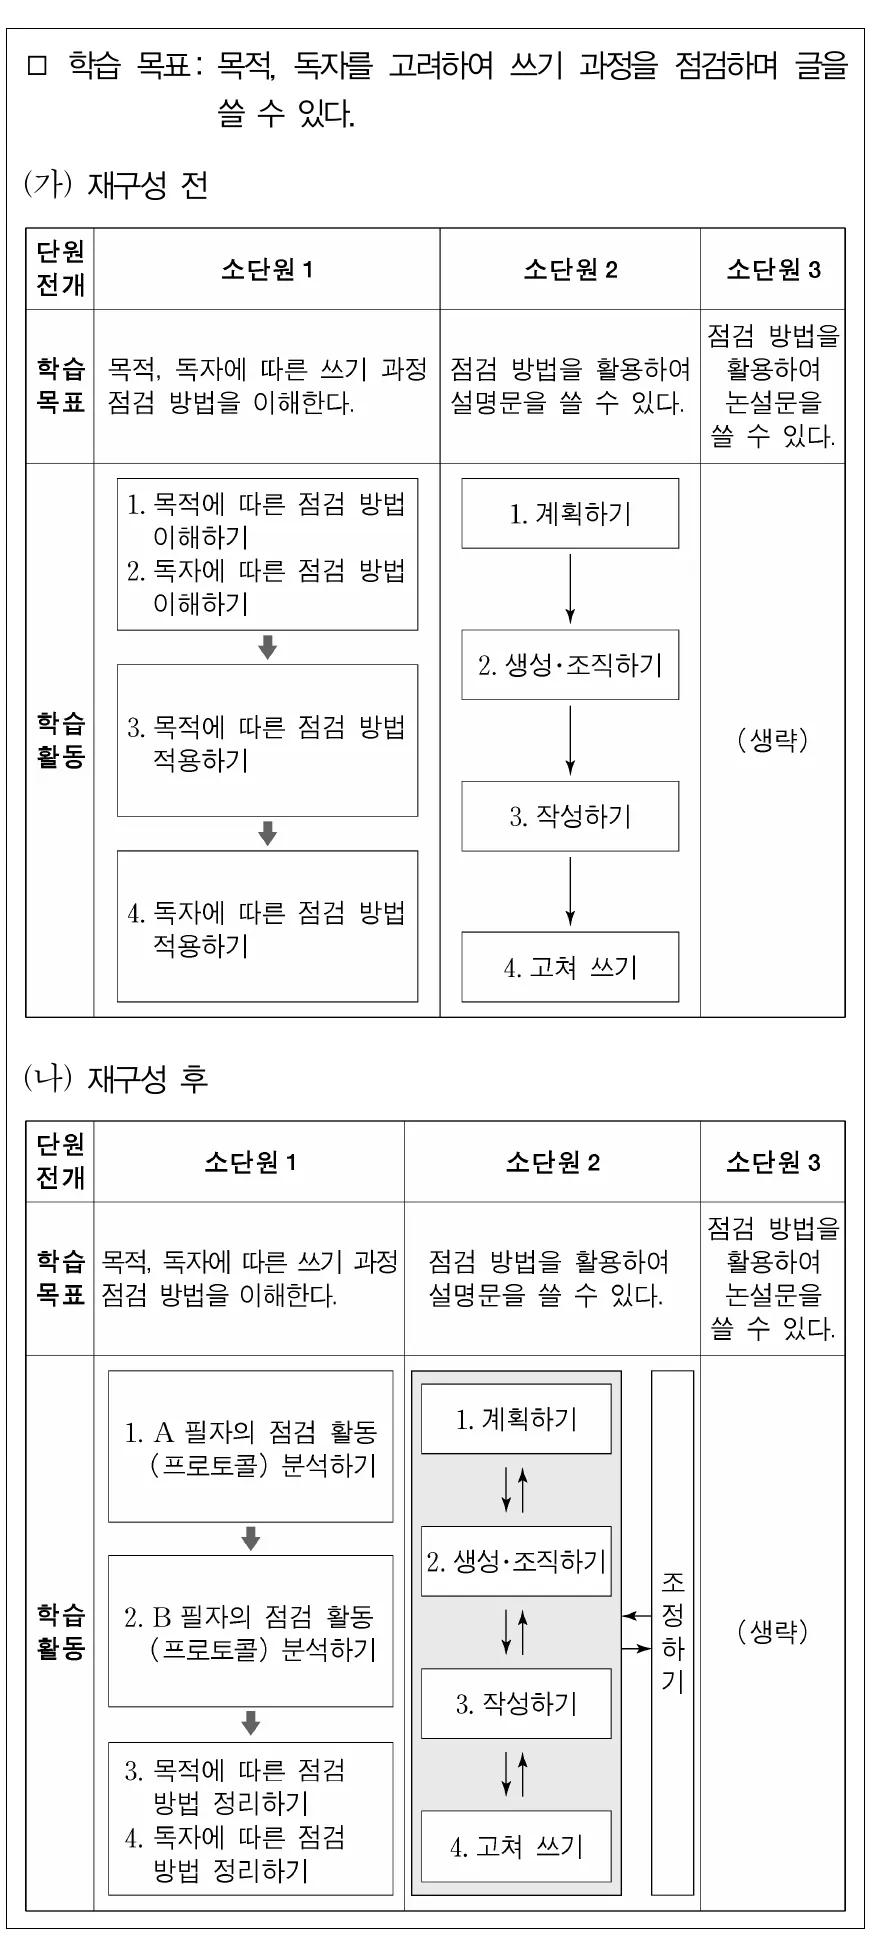 □ 학습 목표 : 목적, 독자를 고려하여 쓰기 과정을 점검하며 글을
쓸 수 있다.
(가) 재구성 전
단원
전개
소단원 1
소단원 2
소단원 3
학습
목표
목적, 독자에 따른 쓰기 과정
점검 방법을 이해한다.
점검 방법을 활용하여
설명문을 쓸 수 있다.
점검 방법을
활용하여
논설문을
쓸 수 있다.
학습
활동
1. 목적에 따른 점검 방법
이해하기
2. 독자에 따른 점검 방법
이해하기
3. 목적에 따른 점검 방법
적용하기
4. 독자에 따른 점검 방법
적용하기
1. 계획하기
2. 생성·조직하기
3. 작성하기
4. 고쳐 쓰기
(생략)
(나) 재구성 후
단원
전개
소단원 1
소단원 2
소단원 3
학습
목표
목적, 독자에 따른 쓰기 과정
점검 방법을 이해한다.
점검 방법을 활용하여
설명문을 쓸 수 있다.
점검 방법을
활용하여
논설문을
쓸 수 있다.
학습
활동
1. A 필자의 점검 활동
(프로토콜) 분석하기
2. B 필자의 점검 활동
(프로토콜) 분석하기
3. 목적에 따른 점검
방법 정리하기
4. 독자에 따른 점검
방법 정리하기
1. 계획하기
2. 생성·조직하기
3. 작성하기
4. 고쳐 쓰기
조
정
하
기
(생략)